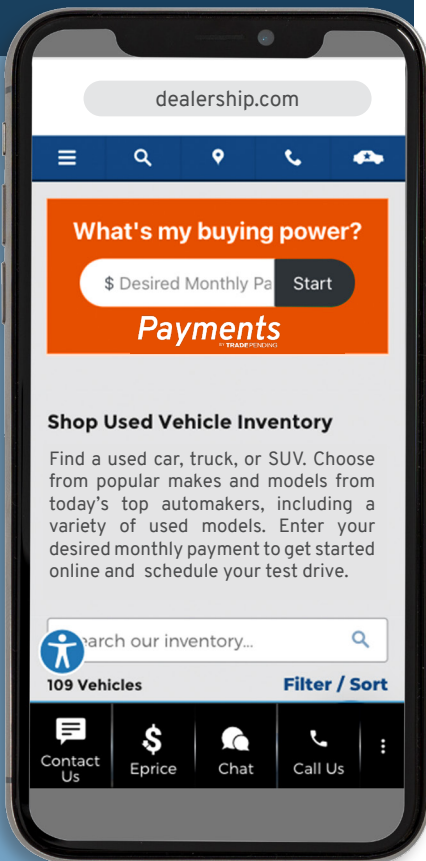 dealership.com
What's my buying power?
$ Desired Monthly Pa Start
Payments
BY TRADEPENDING
Shop Used Vehicle Inventory
Find a used car, truck, or SUV. Choose
from popular makes and models from
today's top automakers, including a
variety of used models. Enter your
desired monthly payment to get started
online and schedule your test drive.
earch our inventory...
109 Vehicles Filter / Sort
Contact Us Eprice Chat Call Us